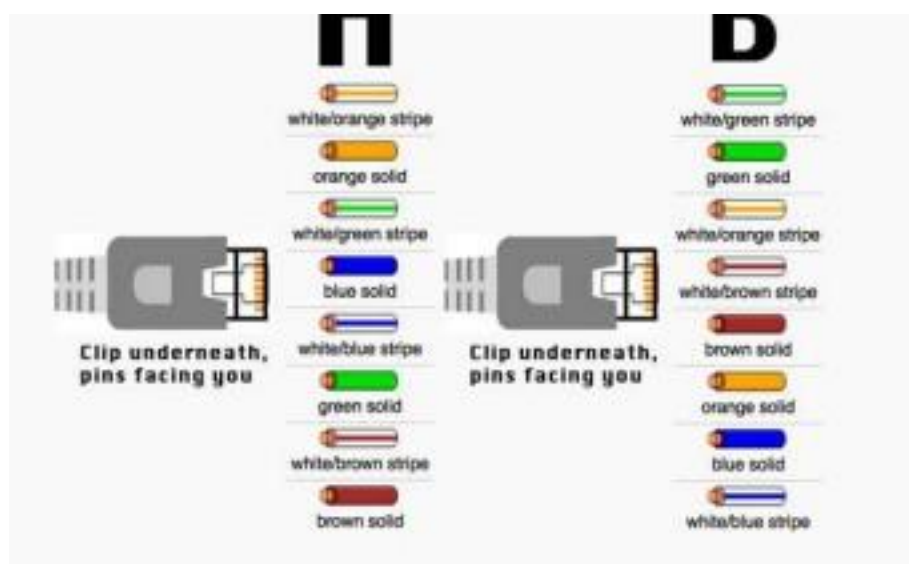 A
white/orange stripe
orange solid
white/green stripe
blue solid
white/blue stripe
green solid
white/brown stripe
brown solid
Clip underneath,
pins facing you
B
white/green stripe
green solid
white/orange stripe
white/brown stripe
brown solid
orange solid
blue solid
white/blue stripe
Clip underneath,
pins facing you